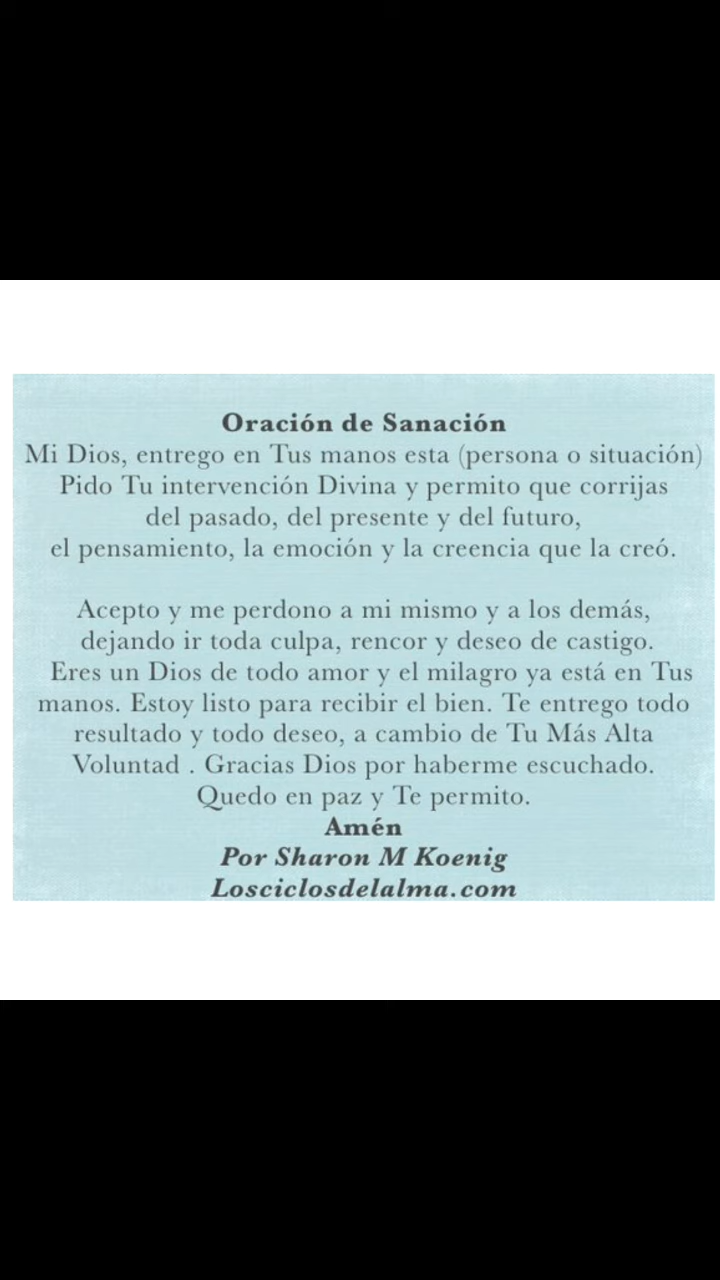 Oración de Sanación
Mi Dios, entrego en Tus manos esta (persona o situación)
Pido Tu intervención Divina y permito que corrijas
del pasado, del presente y del futuro,
el pensamiento, la emoción y la creencia que la creó.
Acepto y me perdono a mi mismo y a los demás,
dejando ir toda culpa, rencor y deseo de castigo.
Eres un Dios de todo amor y el milagro ya está en Tus
manos. Estoy listo para recibir el bien. Te entrego todo
resultado y todo deseo, a cambio de Tu Más Alta
Voluntad . Gracias Dios por haberme escuchado.
Quedo en paz y Te permito.
Amén
Por Sharon M Koenig
Losciclosdelalma.com